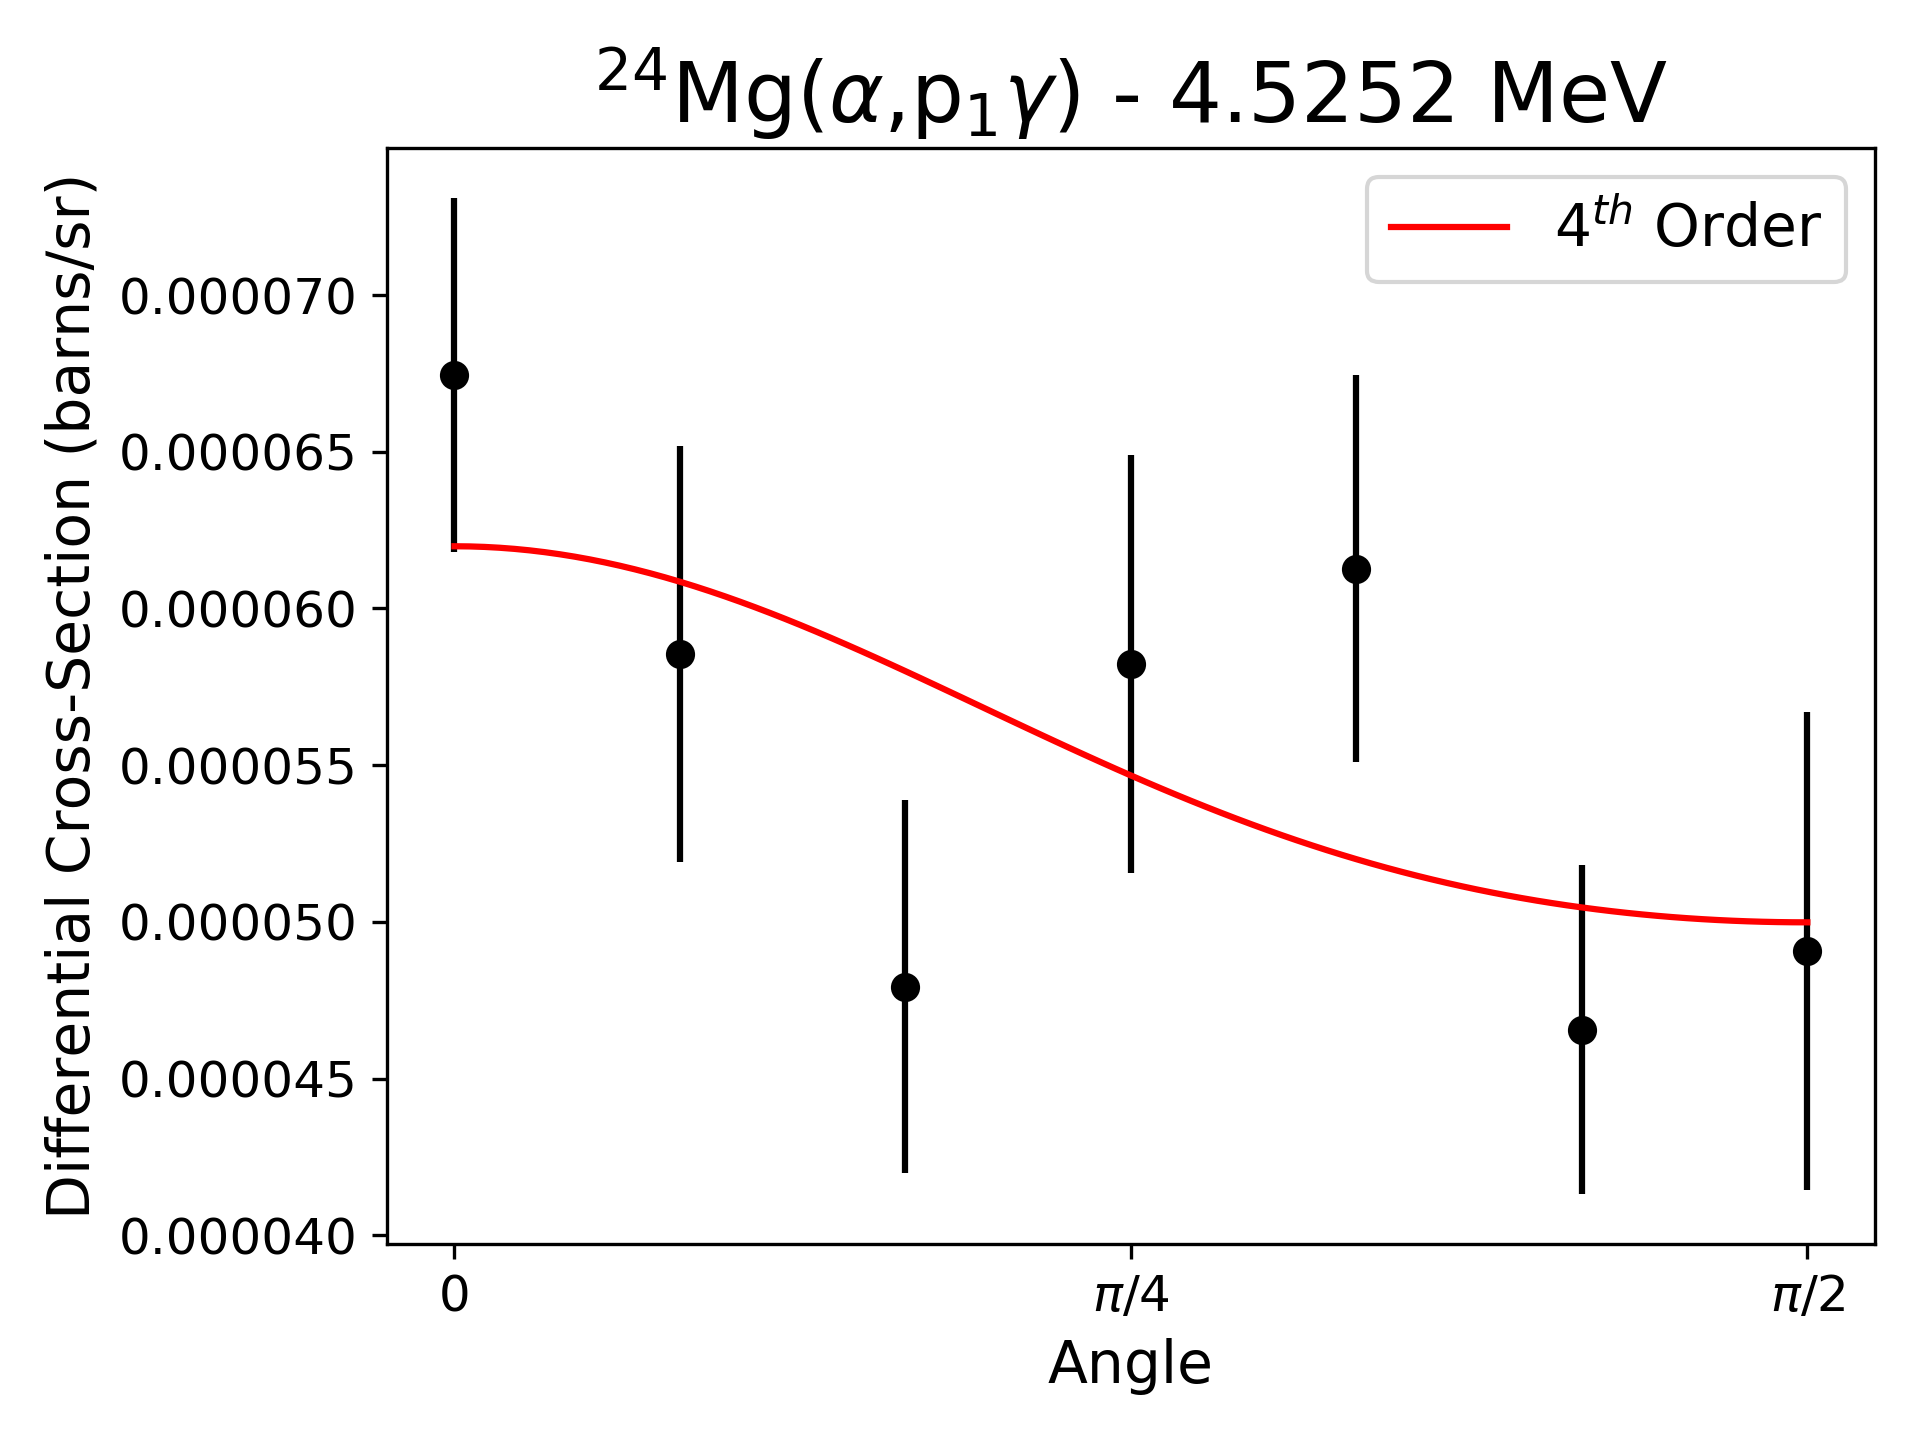 ²⁴Mg(α,p₁γ) - 4.5252 MeV
4ᵗʰ Order
Differential Cross-Section (barns/sr)
0.000070
0.000065
0.000060
0.000055
0.000050
0.000045
0.000040
0 π/4 π/2
Angle